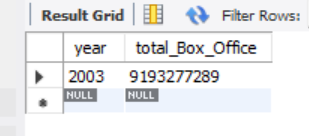 Result Grid Filter Rows:
year total_Box_Office
2003 9193277289
NULL NULL